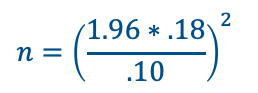 n = (1.96 * .18 / .10)²